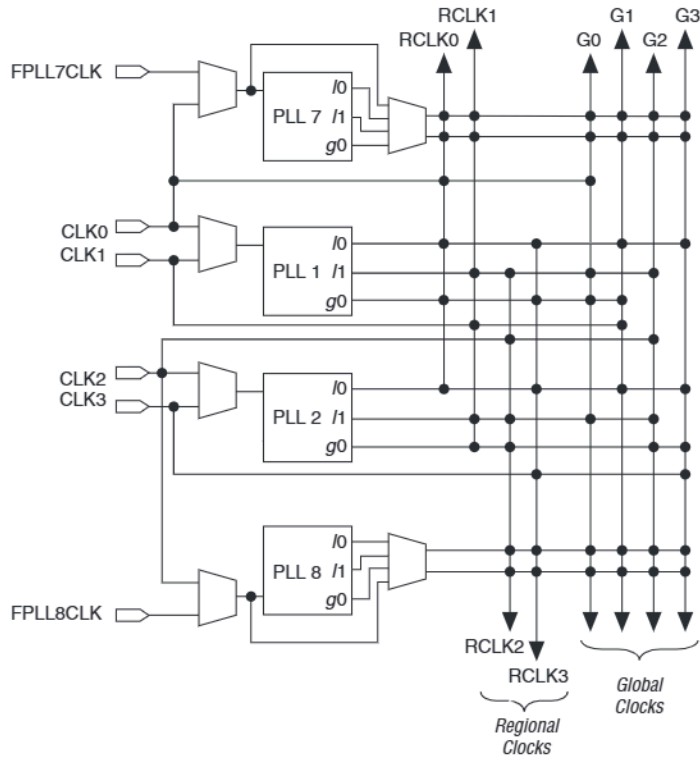 RCLK1
G1
G3
RCLK0
G0
G2
FPLL7CLK
l0
PLL 7
l1
g0
CLK0
CLK1
l0
PLL 1
l1
g0
CLK2
CLK3
l0
PLL 2
l1
g0
l0
PLL 8
l1
g0
FPLL8CLK
RCLK2
RCLK3
Regional
Clocks
Global
Clocks